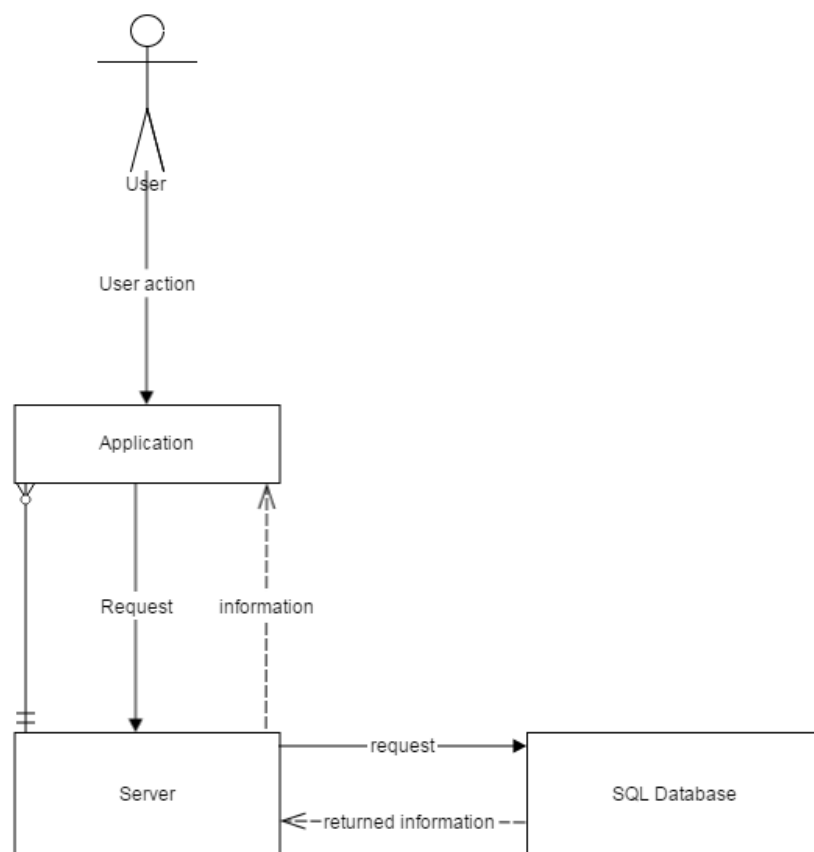 User
User action
Application
Request
information
request
Server
SQL Database
returned information